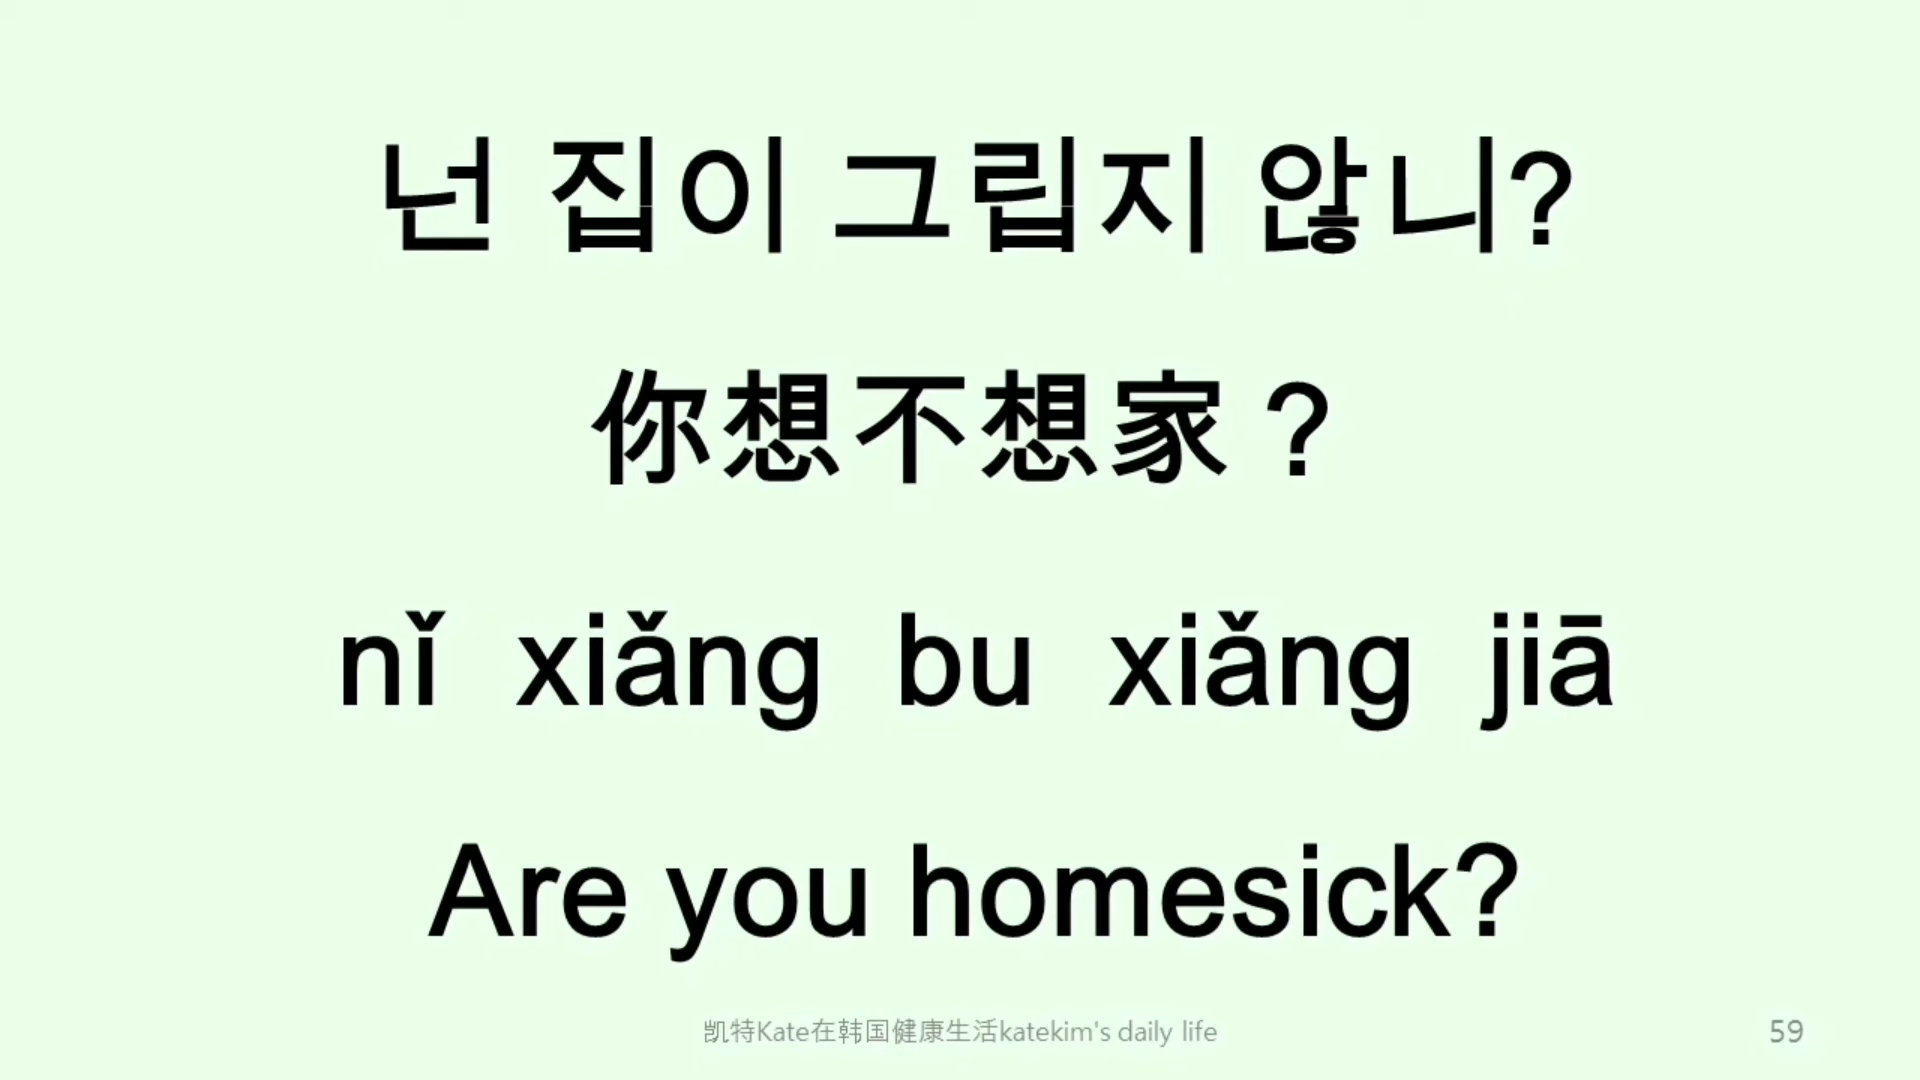 넌 집이 그립지 않니?
你想不想家？
nǐ xiǎng bu xiǎng jiā
Are you homesick?
凯特Kate在韩国健康生活katekim's daily life
59